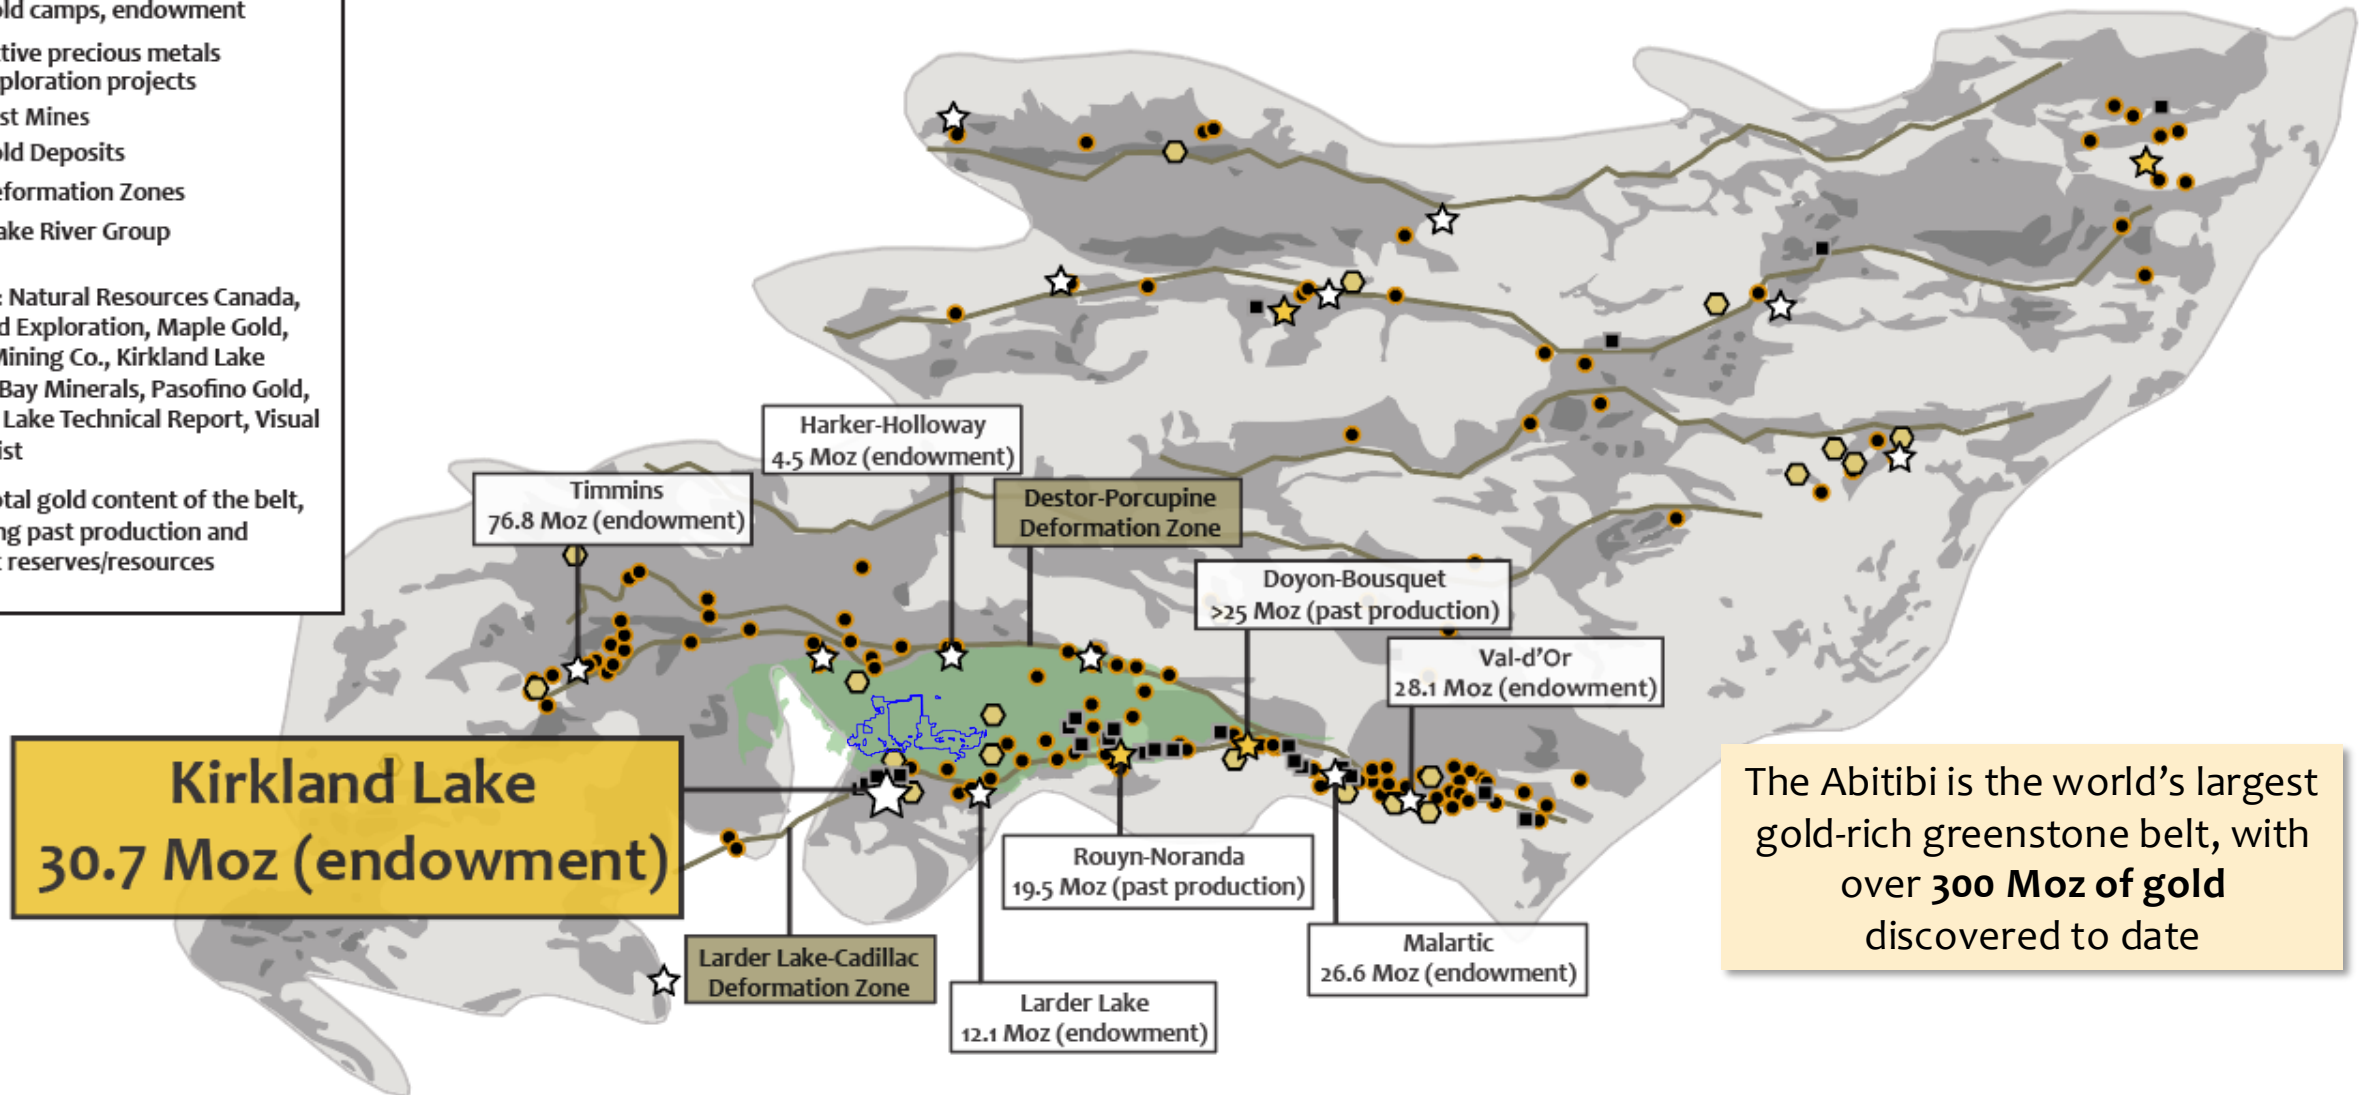 old camps, endowment
ctive precious metals
xploration projects
st Mines
old Deposits
eformation Zones
ake River Group
: Natural Resources Canada,
d Exploration, Maple Gold,
Mining Co., Kirkland Lake
Bay Minerals, Pasofino Gold,
Lake Technical Report, Visual
ist
otal gold content of the belt,
ng past production and
t reserves/resources
Harker-Holloway
4.5 Moz (endowment)
Timmins
76.8 Moz (endowment)
Destor-Porcupine
Deformation Zone
Doyon-Bousquet
>25 Moz (past production)
Val-d’Or
28.1 Moz (endowment)
Kirkland Lake
30.7 Moz (endowment)
The Abitibi is the world’s largest
gold-rich greenstone belt, with
over 300 Moz of gold
discovered to date
Rouyn-Noranda
19.5 Moz (past production)
Malartic
26.6 Moz (endowment)
Larder Lake-Cadillac
Deformation Zone
Larder Lake
12.1 Moz (endowment)